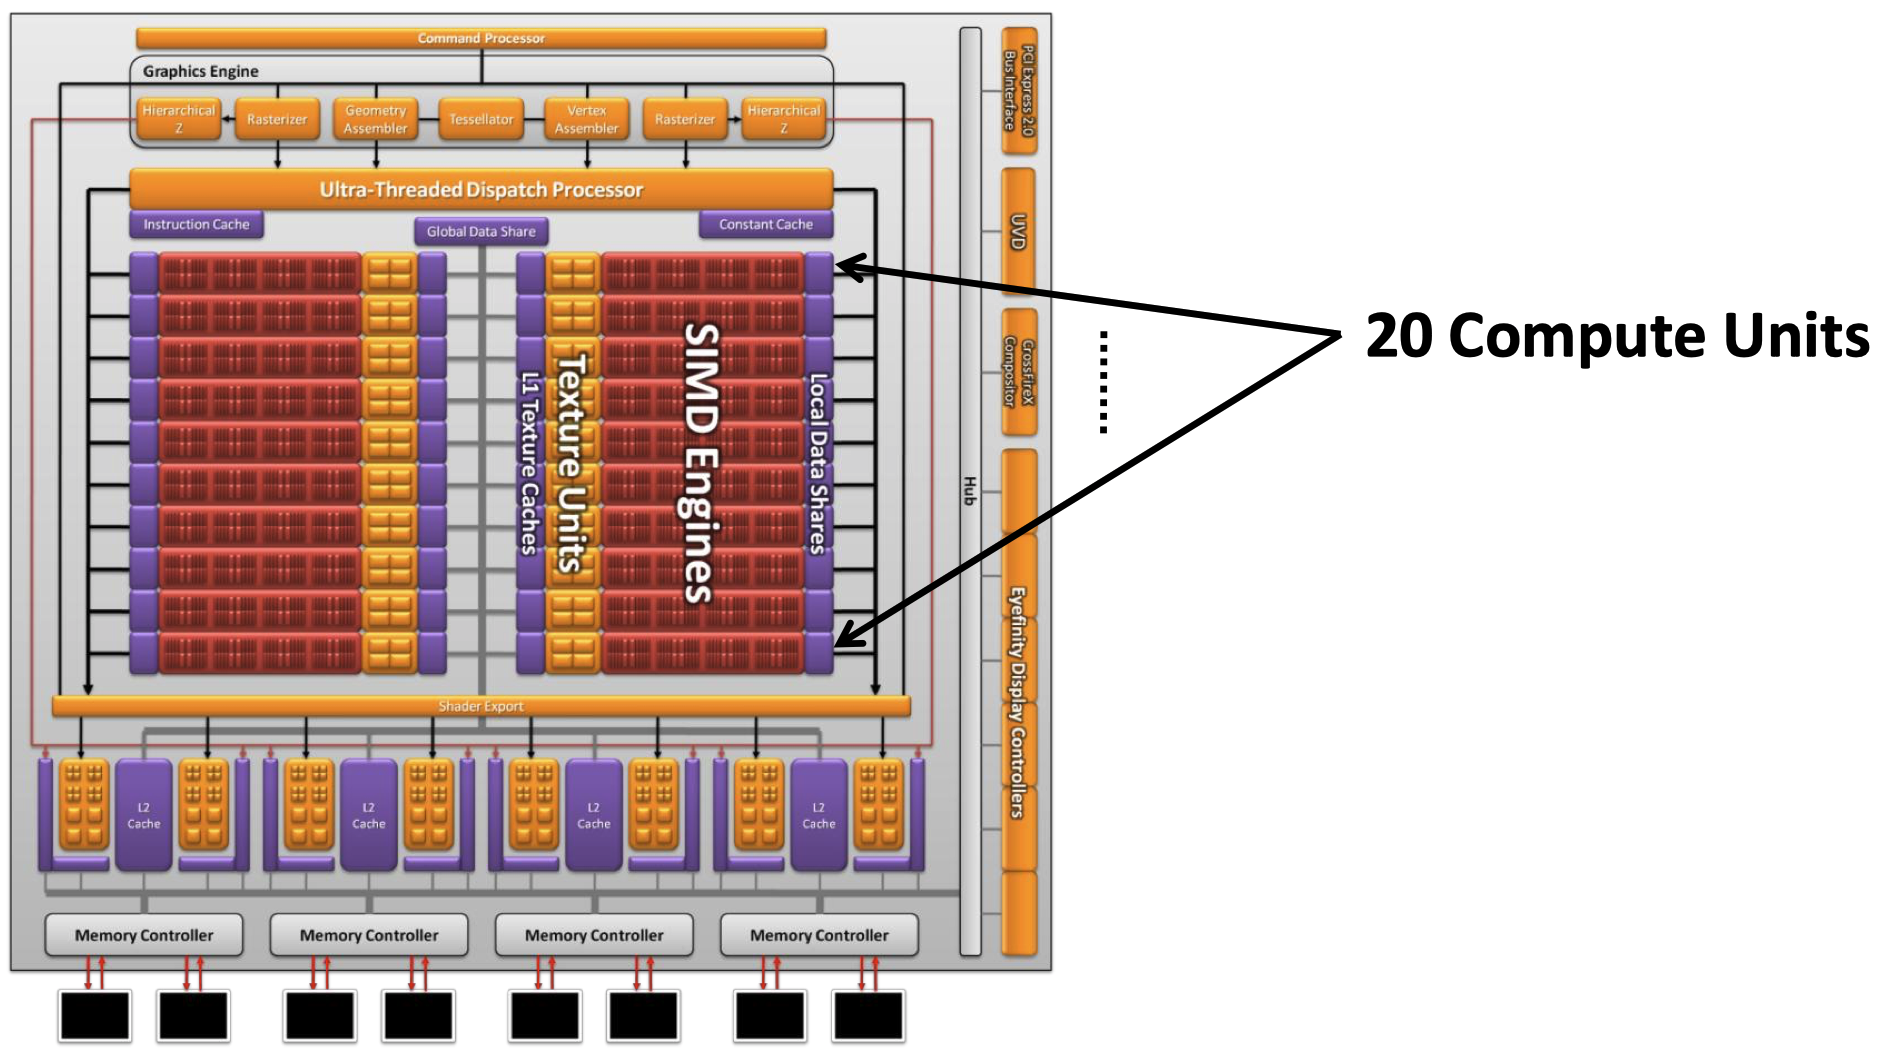 Command Processor
Graphics Engine
Hierarchical
Z
Rasterizer
Geometry
Assembler
Tessellator
Vertex
Assembler
Rasterizer
Hierarchical
Z
Ultra-Threaded Dispatch Processor
Instruction Cache
Global Data Share
Constant Cache
L1 Texture Caches
Texture Units
SIMD Engines
Local Data Shares
Shader Export
L2
Cache
L2
Cache
L2
Cache
L2
Cache
Memory Controller
Memory Controller
Memory Controller
Memory Controller
Hub
PCI Express 2.0
Bus Interface
UVD
CrossFireX
Compositor
Eyefinity Display Controllers
20 Compute Units